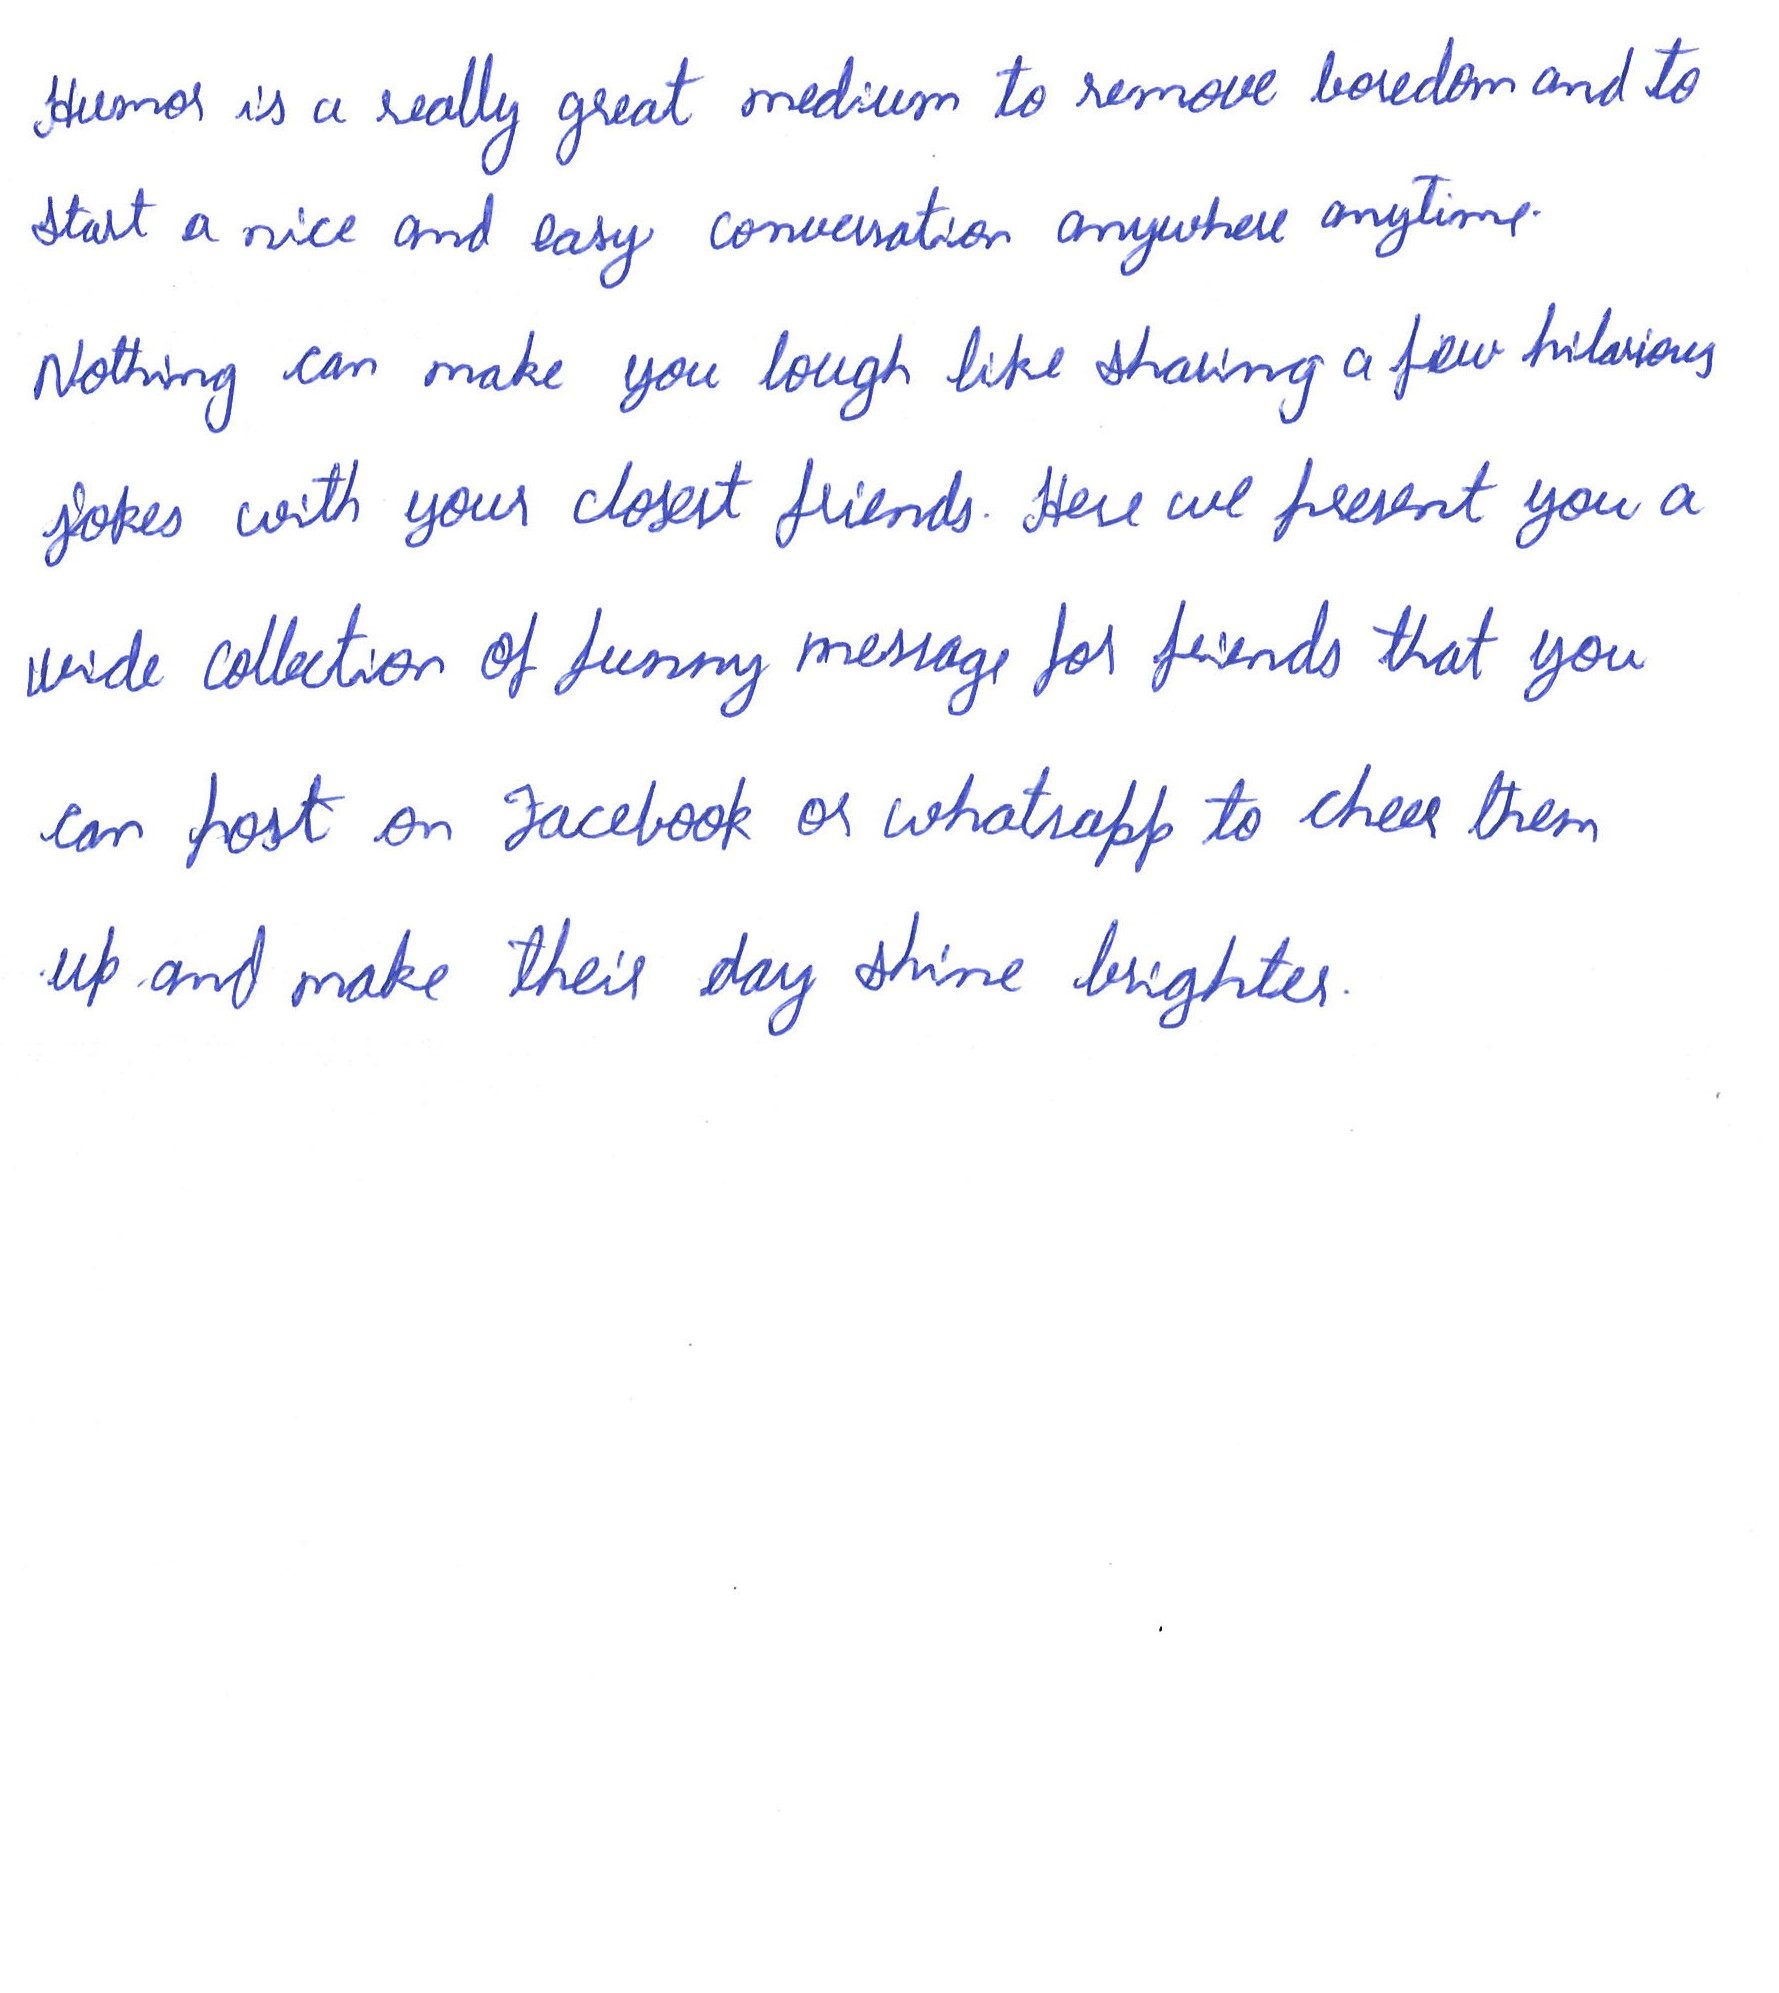 Humor is a really great medium to remove boredom and to
start a nice and easy conversation anywhere anytime.
Nothing can make you lough like sharing a few hilarious
jokes with your closest friends. Here we present you a
wide collection of funny message for friends that you
can post on Facebook or whatsapp to cheer them
up and make their day shine brighter.